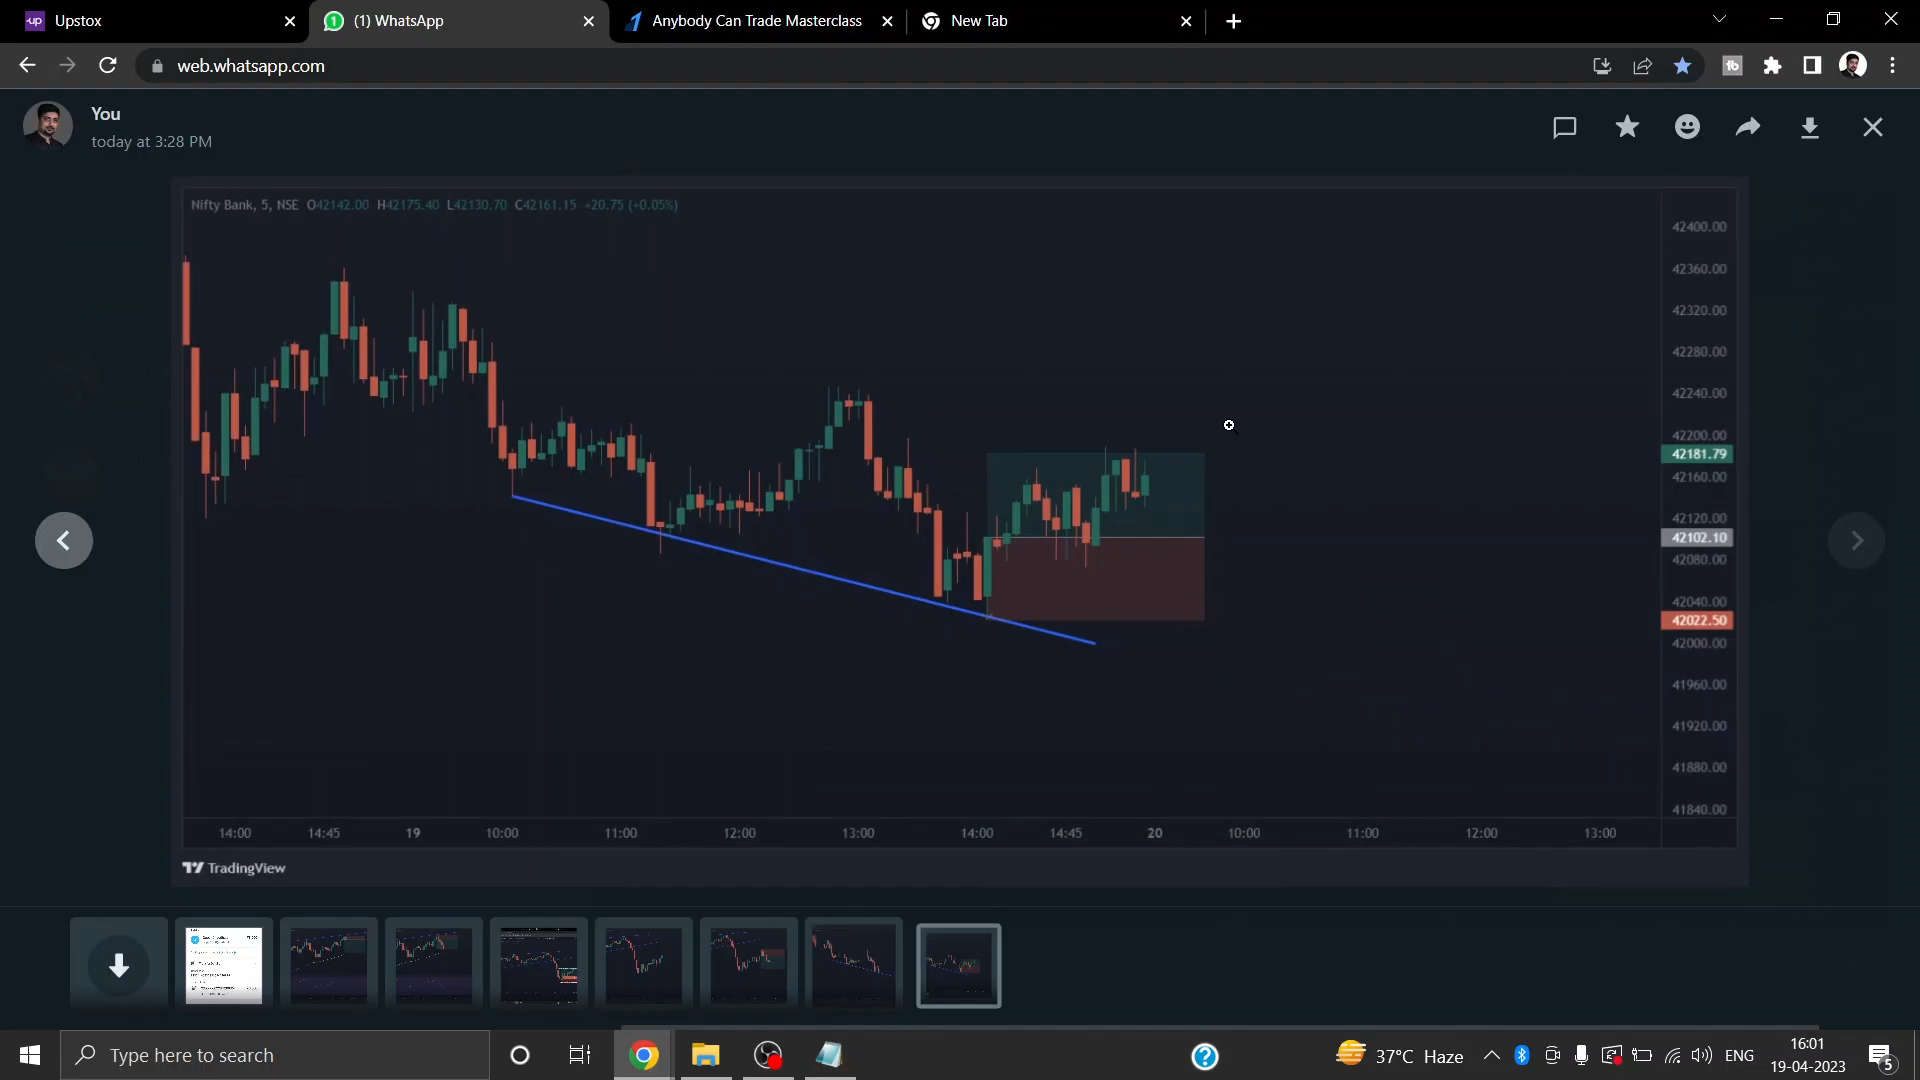 Upstox
(1) WhatsApp
Anybody Can Trade Masterclass
New Tab
web.whatsapp.com
You
today at 3:28 PM
Nifty Bank, 5, NSE O42142.00 H42175.40 L42130.70 C42161.15 +20.75 (+0.05%)
42400.00
42360.00
42320.00
42280.00
42240.00
42200.00
42181.79
42160.00
42120.00
42102.10
42080.00
42040.00
42022.50
42000.00
41960.00
41920.00
41880.00
41840.00
14:00 14:45 19 10:00 11:00 12:00 13:00 14:00 14:45 20 10:00 11:00 12:00 13:00
TradingView
Type here to search
37°C Haze
ENG
16:01
19-04-2023
5